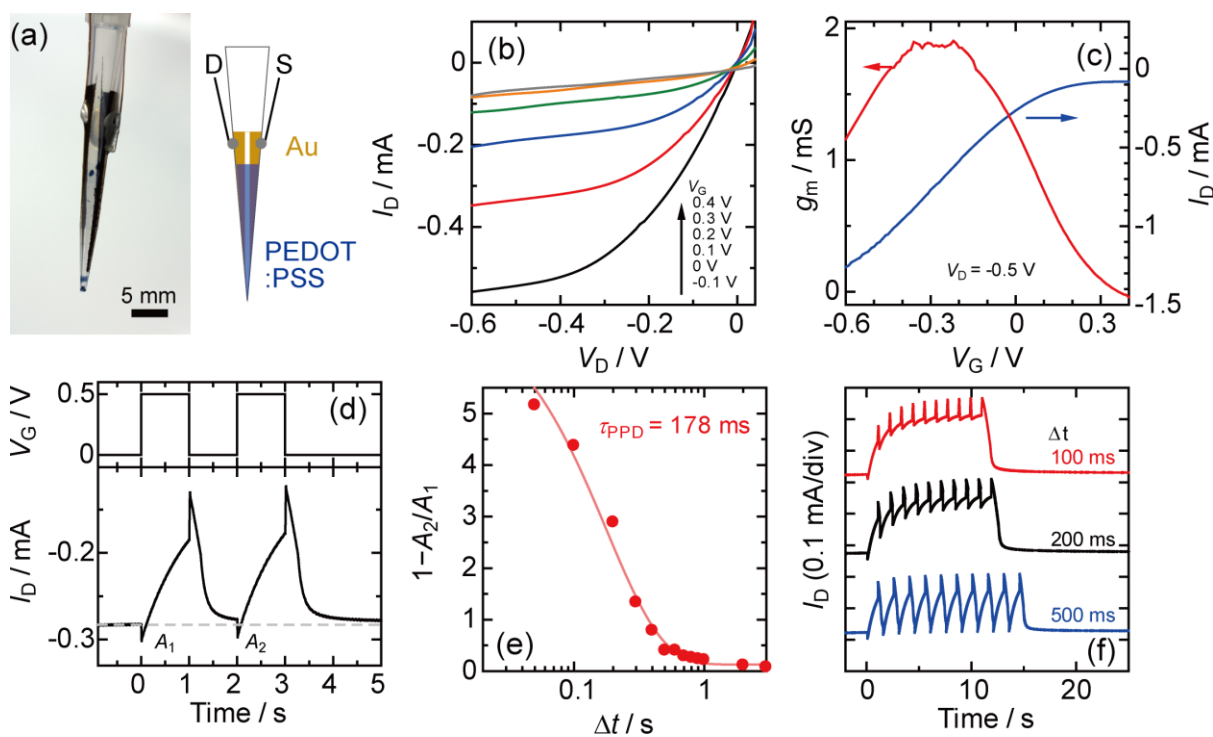 (a)
D
S
Au
PEDOT
:PSS
5 mm
(b)
I_D / mA
0
-0.2
-0.4
V_G
0.4 V
0.3 V
0.2 V
0.1 V
0 V
-0.1 V
-0.6
-0.4
-0.2
0
V_D / V
(c)
g_m / mS
2
1
0
V_D = -0.5 V
0
-0.5
-1
-1.5
I_D / mA
-0.6
-0.3
0
0.3
V_G / V
(d)
V_G / V
0.5
0
I_D / mA
-0.2
-0.3
A_1
A_2
0
1
2
3
4
5
Time / s
(e)
1−A_2/A_1
5
4
3
2
1
0
τ_PPD = 178 ms
0.1
1
Δt / s
(f)
I_D (0.1 mA/div)
Δt
100 ms
200 ms
500 ms
0
10
20
Time / s